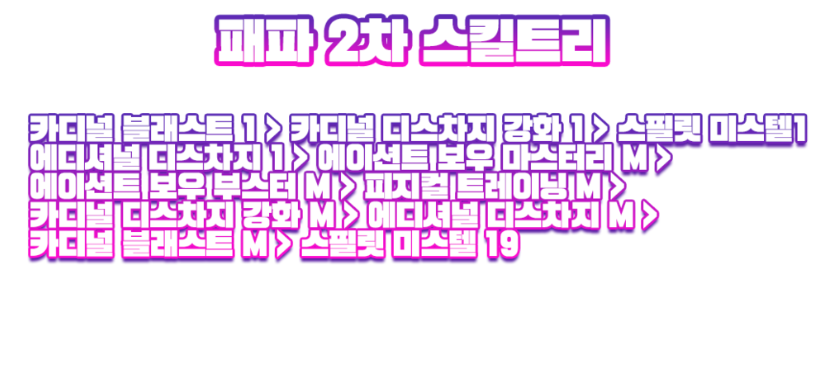 패파 2차 스킬트리
카디널 블래스트 1 > 카디널 디스차지 강화 1 > 스필릿 미스텔1
에디셔널 디스차지 1 > 에이션트 보우 마스터리 M >
에이션트 보우 부스터 M > 피지컬 트레이닝 M >
카디널 디스차지 강화 M > 에디셔널 디스차지 M >
카디널 블래스트 M > 스필릿 미스텔 19